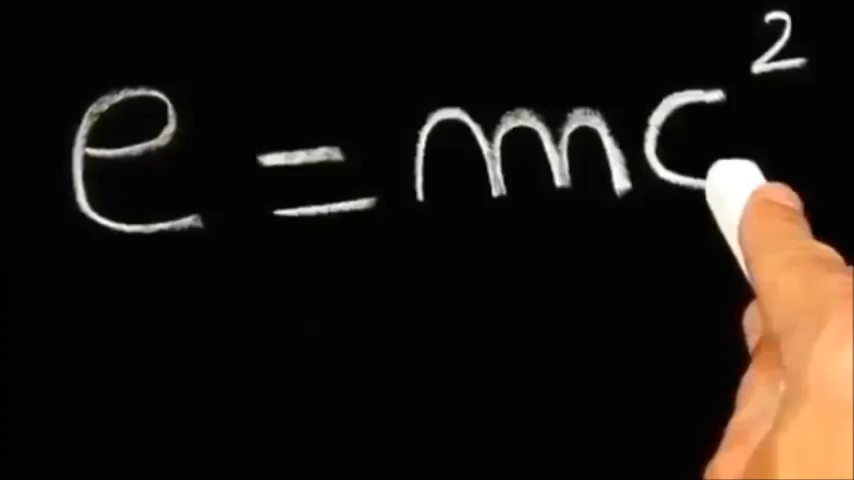 e = mc²